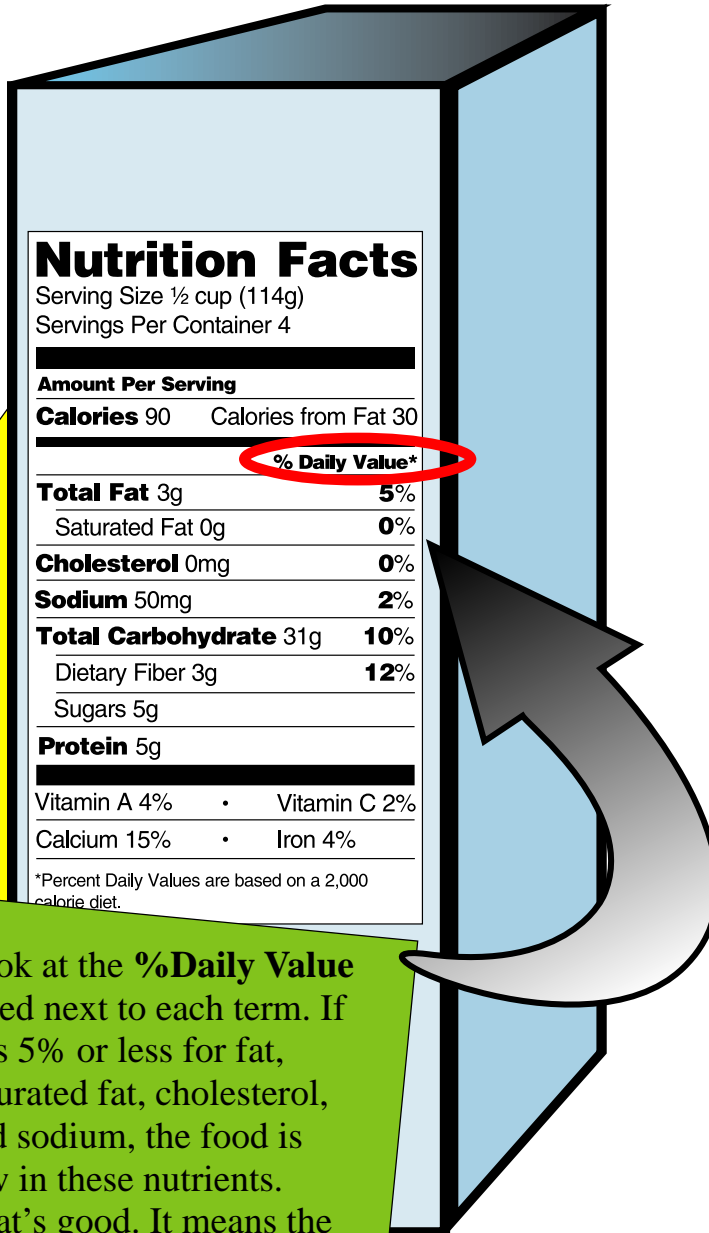 Nutrition Facts
Serving Size ½ cup (114g)
Servings Per Container 4
Amount Per Serving
Calories 90 Calories from Fat 30
% Daily Value*
Total Fat 3g 5%
Saturated Fat 0g 0%
Cholesterol 0mg 0%
Sodium 50mg 2%
Total Carbohydrate 31g 10%
Dietary Fiber 3g 12%
Sugars 5g
Protein 5g
Vitamin A 4% • Vitamin C 2%
Calcium 15% • Iron 4%
*Percent Daily Values are based on a 2,000
calorie diet.
at the %Daily Value
next to each term. If
5% or less for fat,
fat, cholesterol,
sodium, the food is
in these nutrients.
good. It means the